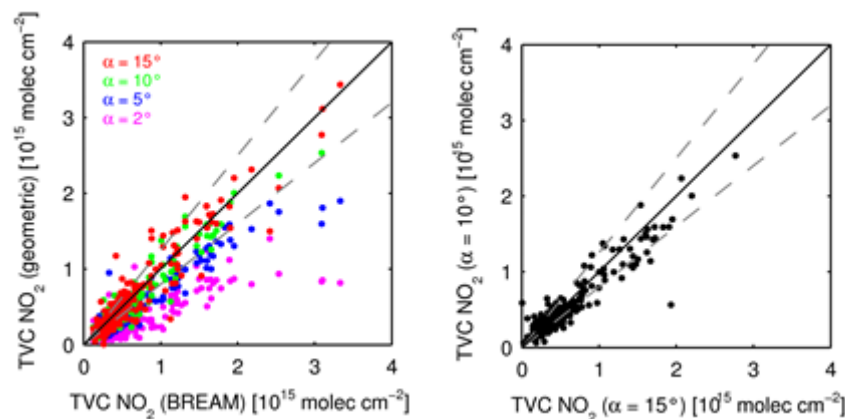 TVC NO2 (geometric) [10^15 molec cm^-2]
4
3
2
1
0
α = 15°
α = 10°
α = 5°
α = 2°
0 1 2 3 4
TVC NO2 (BREAM) [10^15 molec cm^-2]
TVC NO2 (α = 10°) [10^15 molec cm^-2]
4
3
2
1
0
0 1 2 3 4
TVC NO2 (α = 15°) [10^15 molec cm^-2]